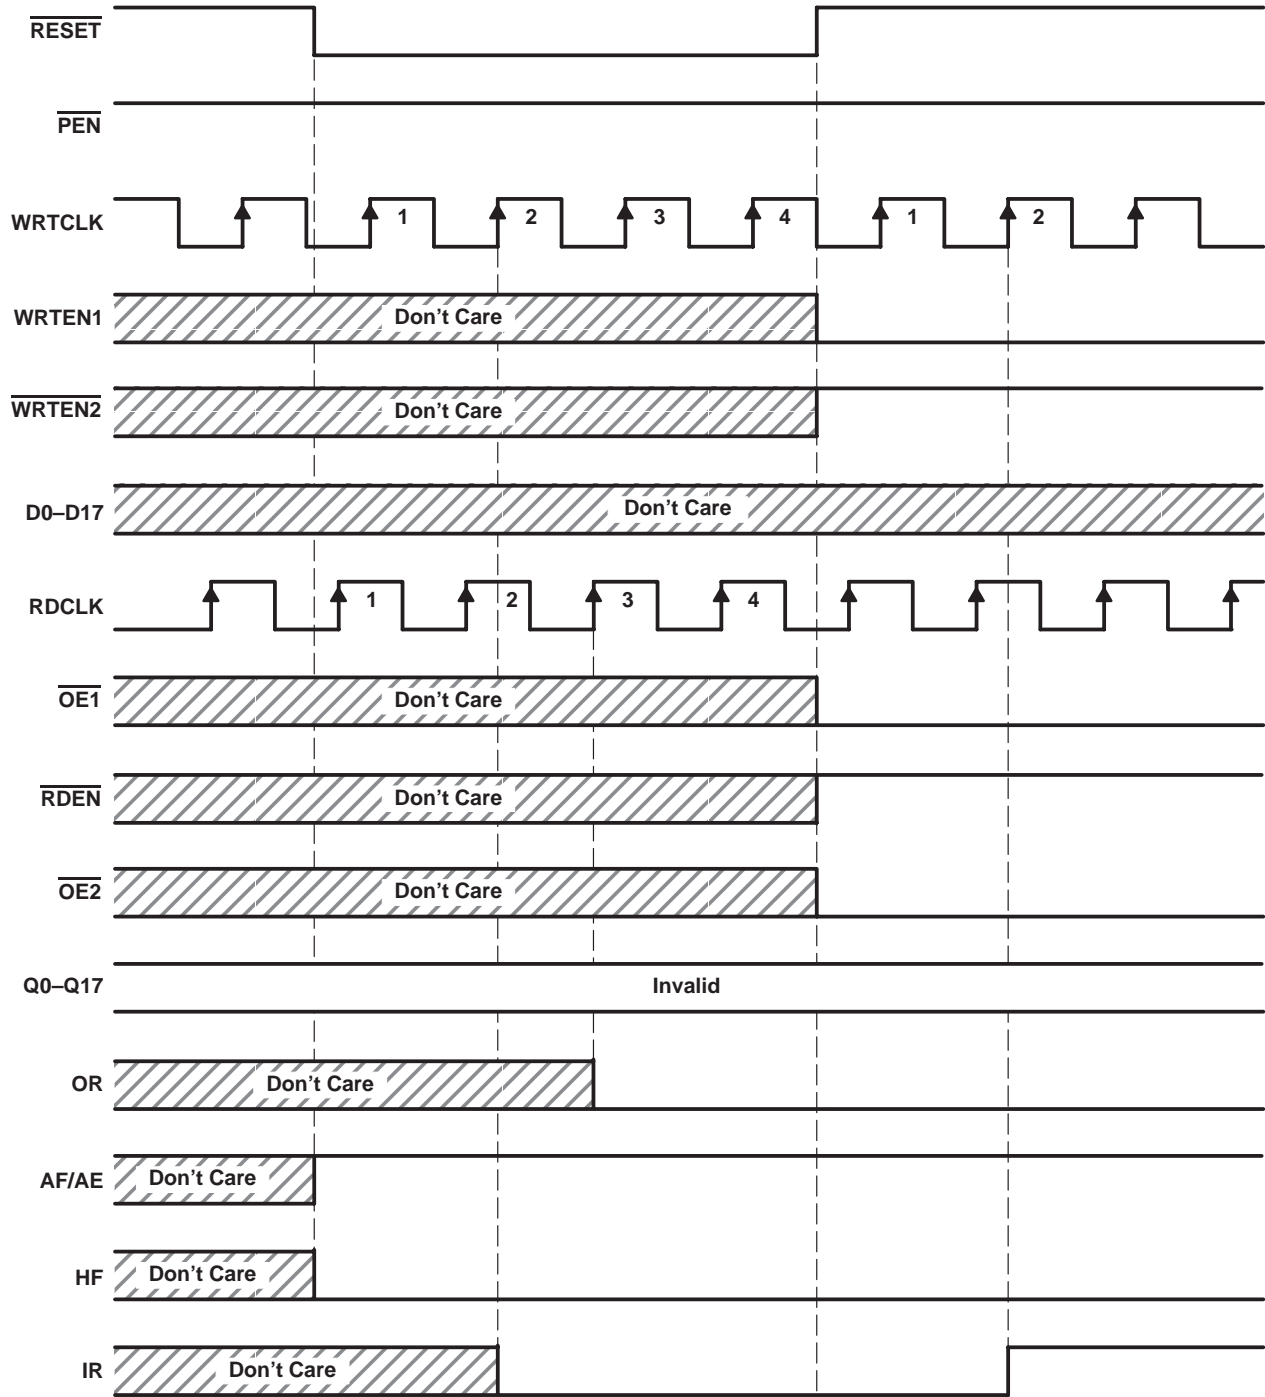 RESET
PEN
WRTCLK 1 2 3 4 1 2
WRTEN1 Don't Care
WRTEN2 Don't Care
D0–D17 Don't Care
RDCLK 1 2 3 4
OE1 Don't Care
RDEN Don't Care
OE2 Don't Care
Q0–Q17 Invalid
OR Don't Care
AF/AE Don't Care
HF Don't Care
IR Don't Care